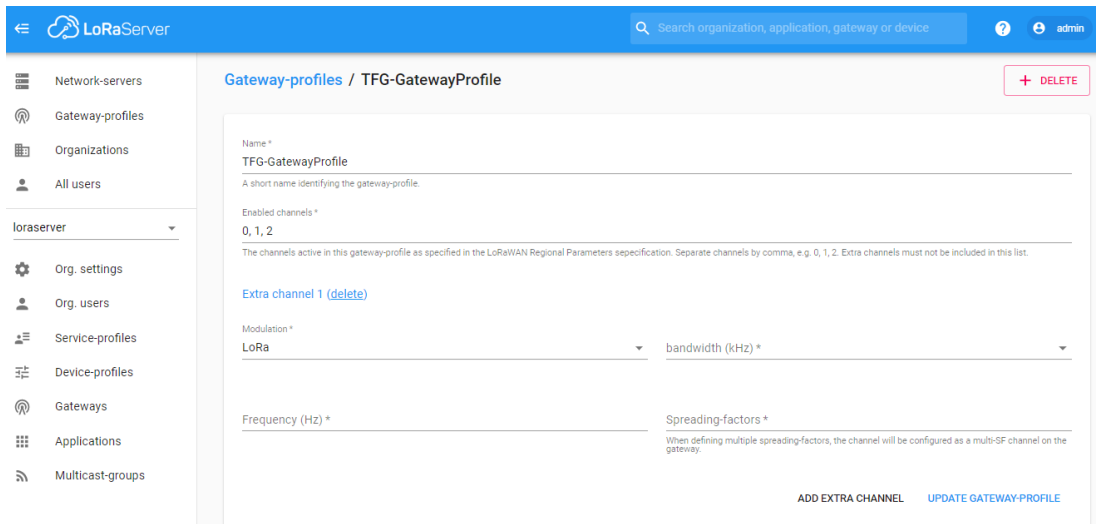 LoRaServer
Search organization, application, gateway or device
? admin
Network-servers
Gateway-profiles
Organizations
All users
loraserver
Org. settings
Org. users
Service-profiles
Device-profiles
Gateways
Applications
Multicast-groups
Gateway-profiles / TFG-GatewayProfile
+ DELETE
Name *
TFG-GatewayProfile
A short name identifying the gateway-profile.
Enabled channels *
0, 1, 2
The channels active in this gateway-profile as specified in the LoRaWAN Regional Parameters sepecification. Separate channels by comma, e.g. 0, 1, 2. Extra channels must not be included in this list.
Extra channel 1 (delete)
Modulation *
LoRa
bandwidth (kHz) *
Frequency (Hz) *
Spreading-factors *
When defining multiple spreading-factors, the channel will be configured as a multi-SF channel on the
gateway.
ADD EXTRA CHANNEL UPDATE GATEWAY-PROFILE